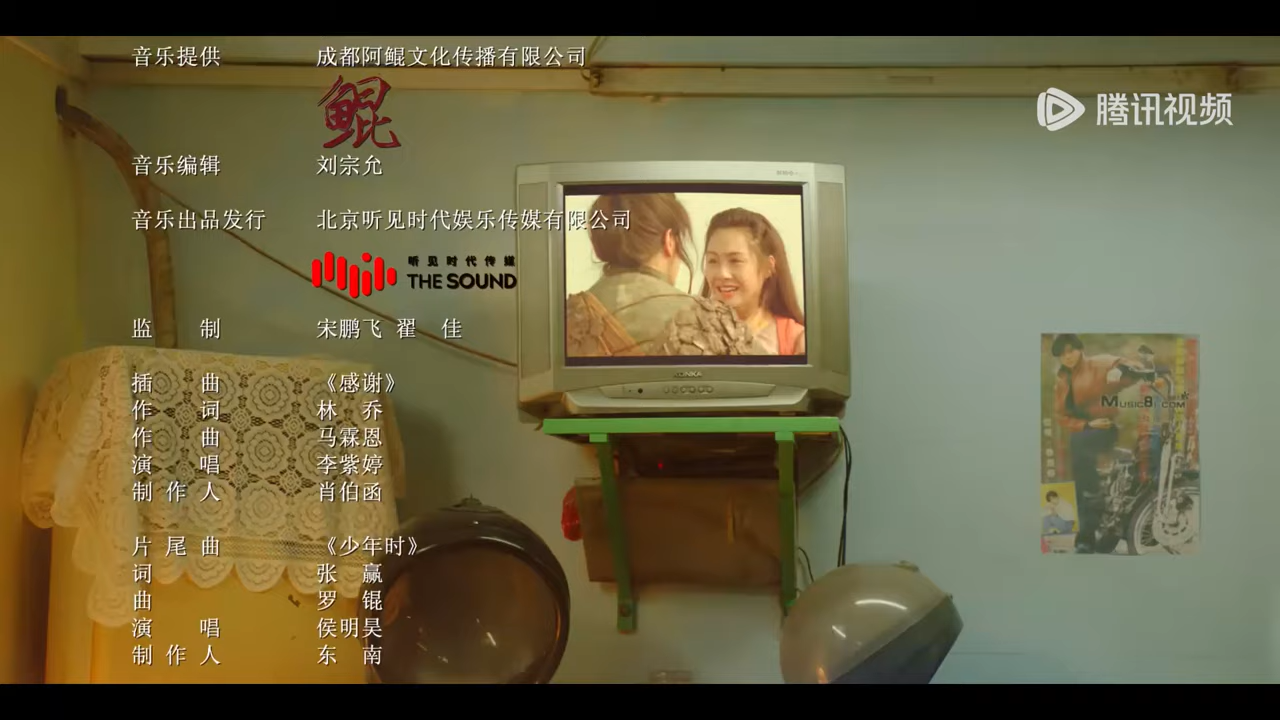 音乐提供 成都阿鲲文化传播有限公司
鲲
腾讯视频
音乐编辑 刘宗允
音乐出品发行 北京听见时代娱乐传媒有限公司
听见时代传媒
THE SOUND
监 制 宋鹏飞 翟 佳
KONKA
插 曲 《感谢》
作 词 林 乔
作 曲 马霖恩
演 唱 李紫婷
制作人 肖伯函
MUSIC8.COM
片尾曲 《少年时》
词 张 赢
曲 罗 锟
演 唱 侯明昊
制作人 东 南